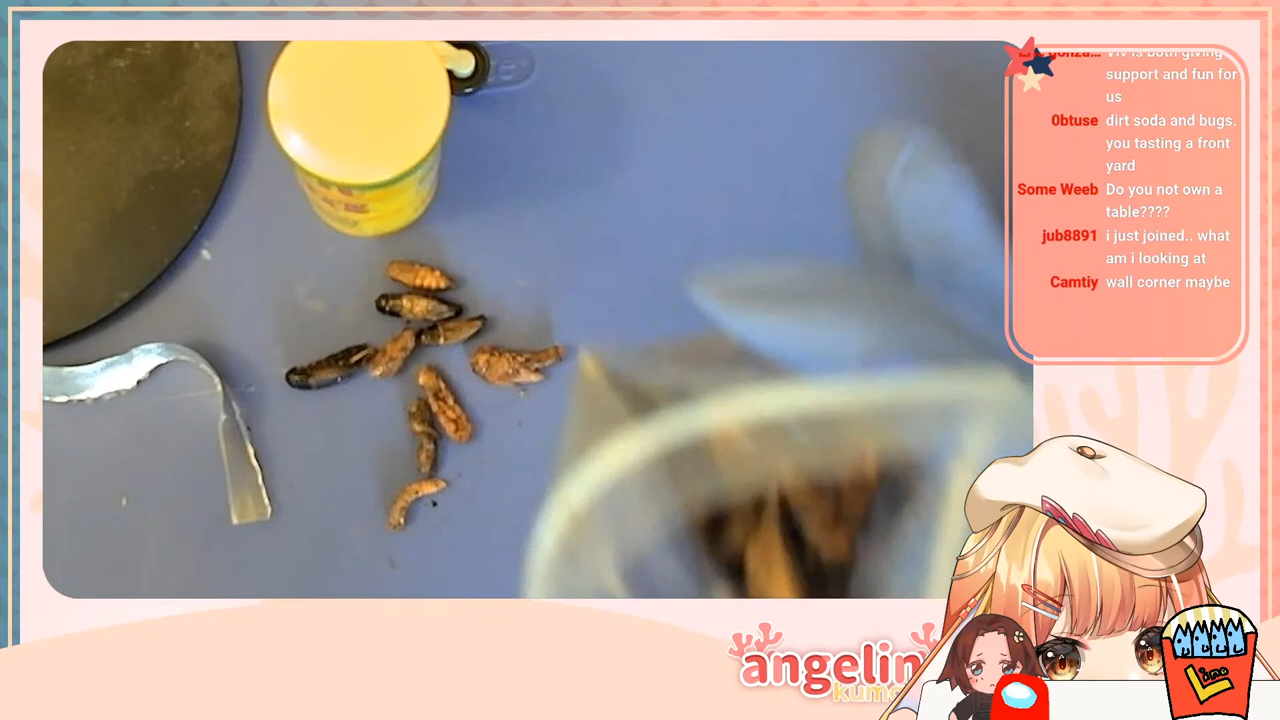 viv is both giving
support and fun for
us
0btuse dirt soda and bugs.
you tasting a front
yard
Some Weeb Do you not own a
table????
jub8891 i just joined.. what
am i looking at
Camtiy wall corner maybe
angelin
kum
Lino